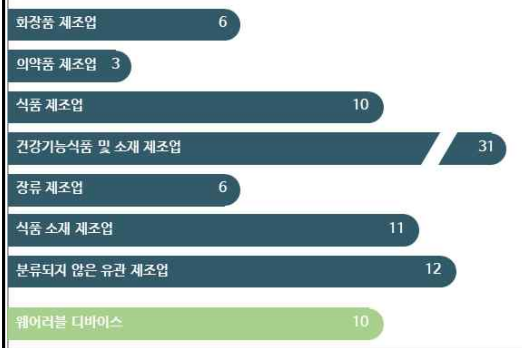 화장품 제조업 6
의약품 제조업 3
식품 제조업 10
건강기능식품 및 소재 제조업 31
장류 제조업 6
식품 소재 제조업 11
분류되지 않은 유관 제조업 12
웨어러블 디바이스 10